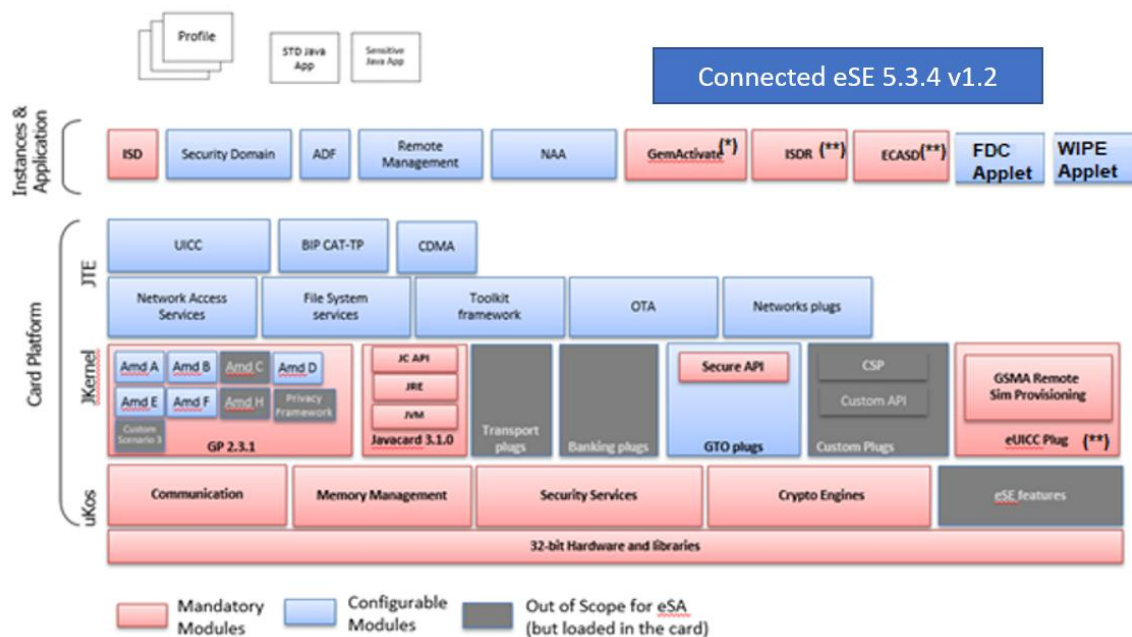 Profile
STD Java
App
Sensitive
Java App
Connected eSE 5.3.4 v1.2
Instances &
Application
ISD
Security Domain
ADF
Remote
Management
NAA
GemActivate(*)
ISDR (**)
ECASD(**)
FDC
Applet
WIPE
Applet
Card Platform
JTE
UICC
BIP CAT-TP
CDMA
Network Access
Services
File System
services
Toolkit
framework
OTA
Networks plugs
JKernel
Amd A
Amd B
Amd C
Amd D
Amd E
Amd F
Amd H
Privacy
Framework
Custom
Scnorario 3
GP 2.3.1
JC API
JRE
JVM
Javacard 3.1.0
Transport
plugs
Banking plugs
Secure API
GTO plugs
CSP
Custom API
Custom Plugs
GSMA Remote
Sim Provisioning
eUICC Plug (**)
uKos
Communication
Memory Management
Security Services
Crypto Engines
eSE features
32-bit Hardware and libraries
Mandatory
Modules
Configurable
Modules
Out of Scope for eSA
(but loaded in the card)